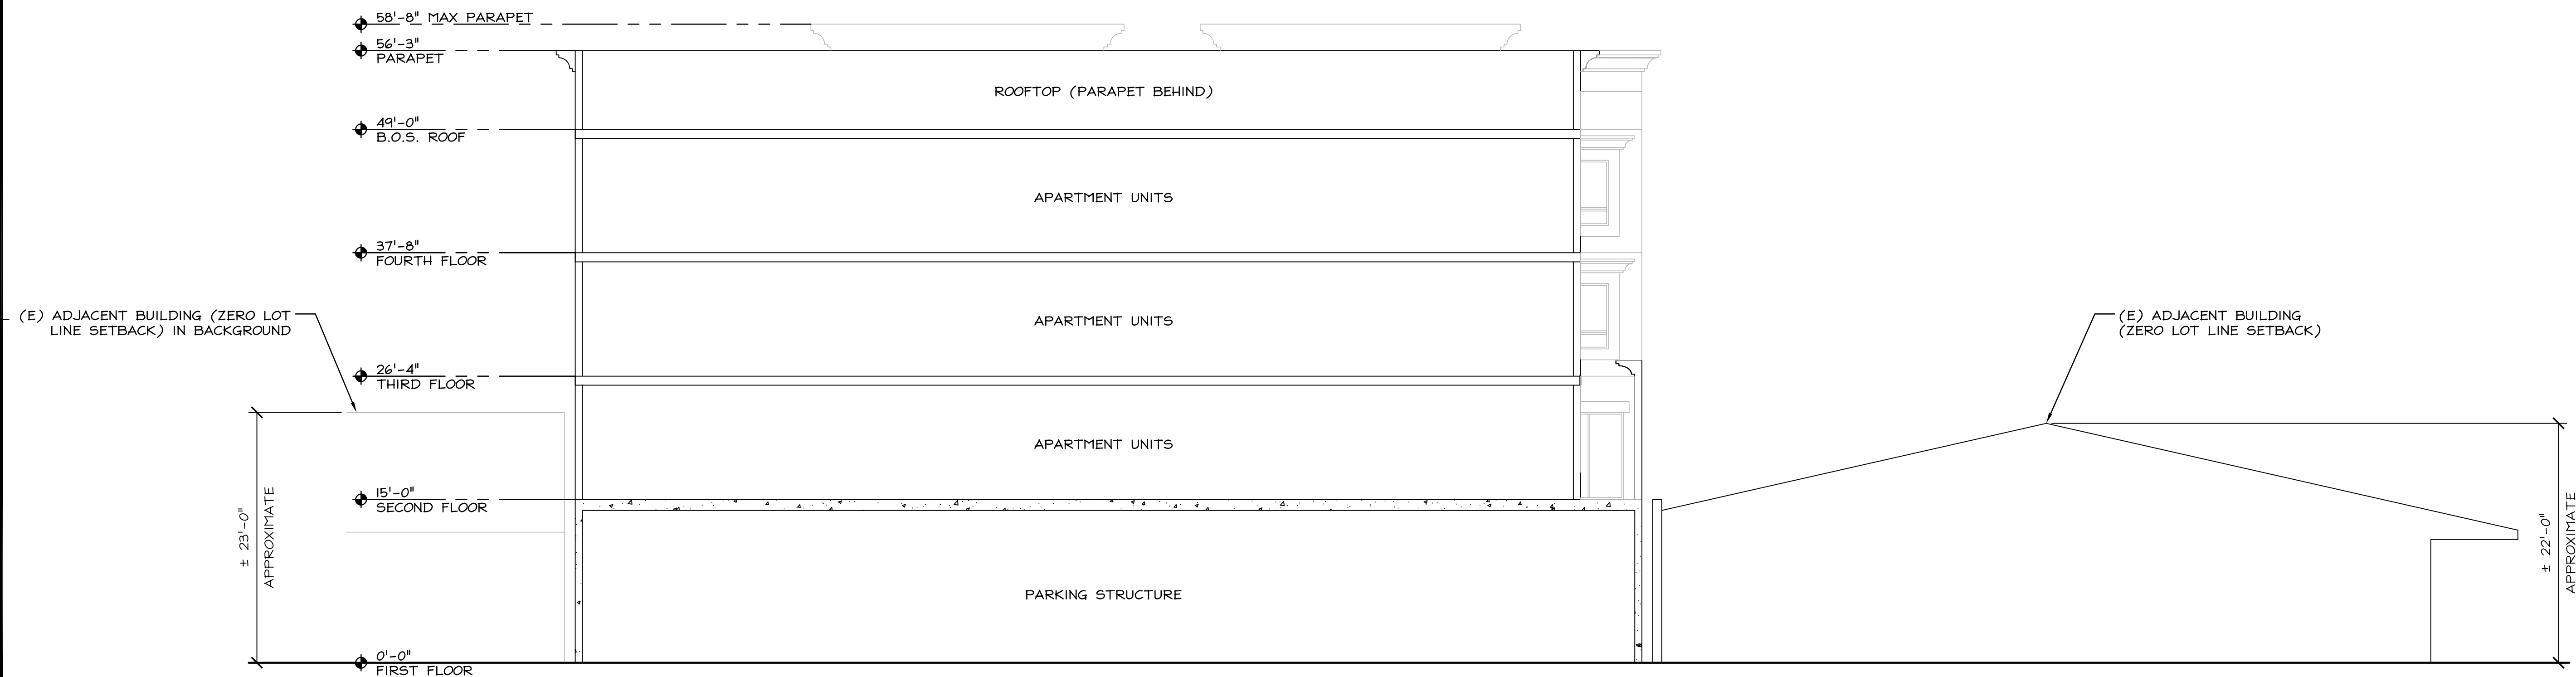 58'-8" MAX PARAPET
56'-3"
PARAPET
ROOFTOP (PARAPET BEHIND)
49'-0"
B.O.S. ROOF
APARTMENT UNITS
37'-8"
FOURTH FLOOR
(E) ADJACENT BUILDING (ZERO LOT
LINE SETBACK) IN BACKGROUND
APARTMENT UNITS
(E) ADJACENT BUILDING
(ZERO LOT LINE SETBACK)
26'-4"
THIRD FLOOR
APARTMENT UNITS
15'-0"
SECOND FLOOR
± 23'-0"
APPROXIMATE
± 22'-0"
APPROXIMATE
PARKING STRUCTURE
0'-0"
FIRST FLOOR